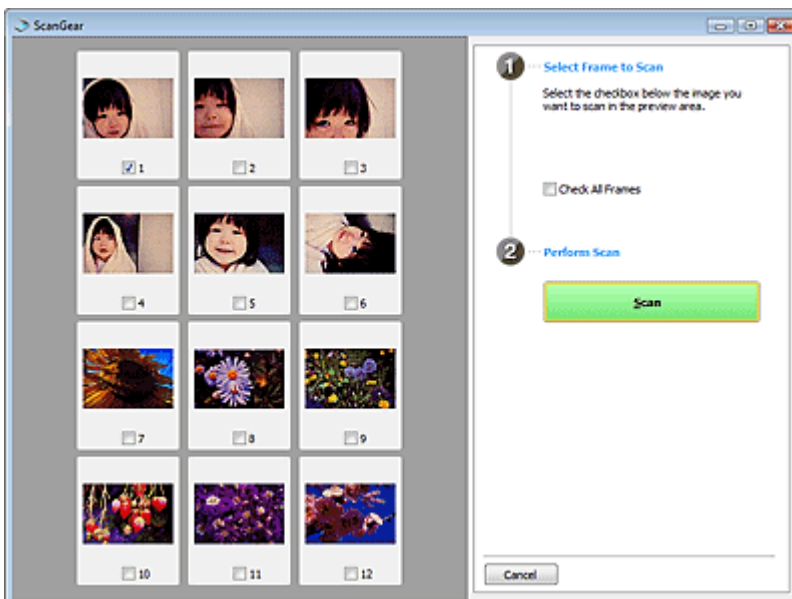 ScanGear
1 2 3
4 5 6
7 8 9
10 11 12
1 Select Frame to Scan
Select the checkbox below the image you
want to scan in the preview area.
Check All Frames
2 Perform Scan
Scan
Cancel